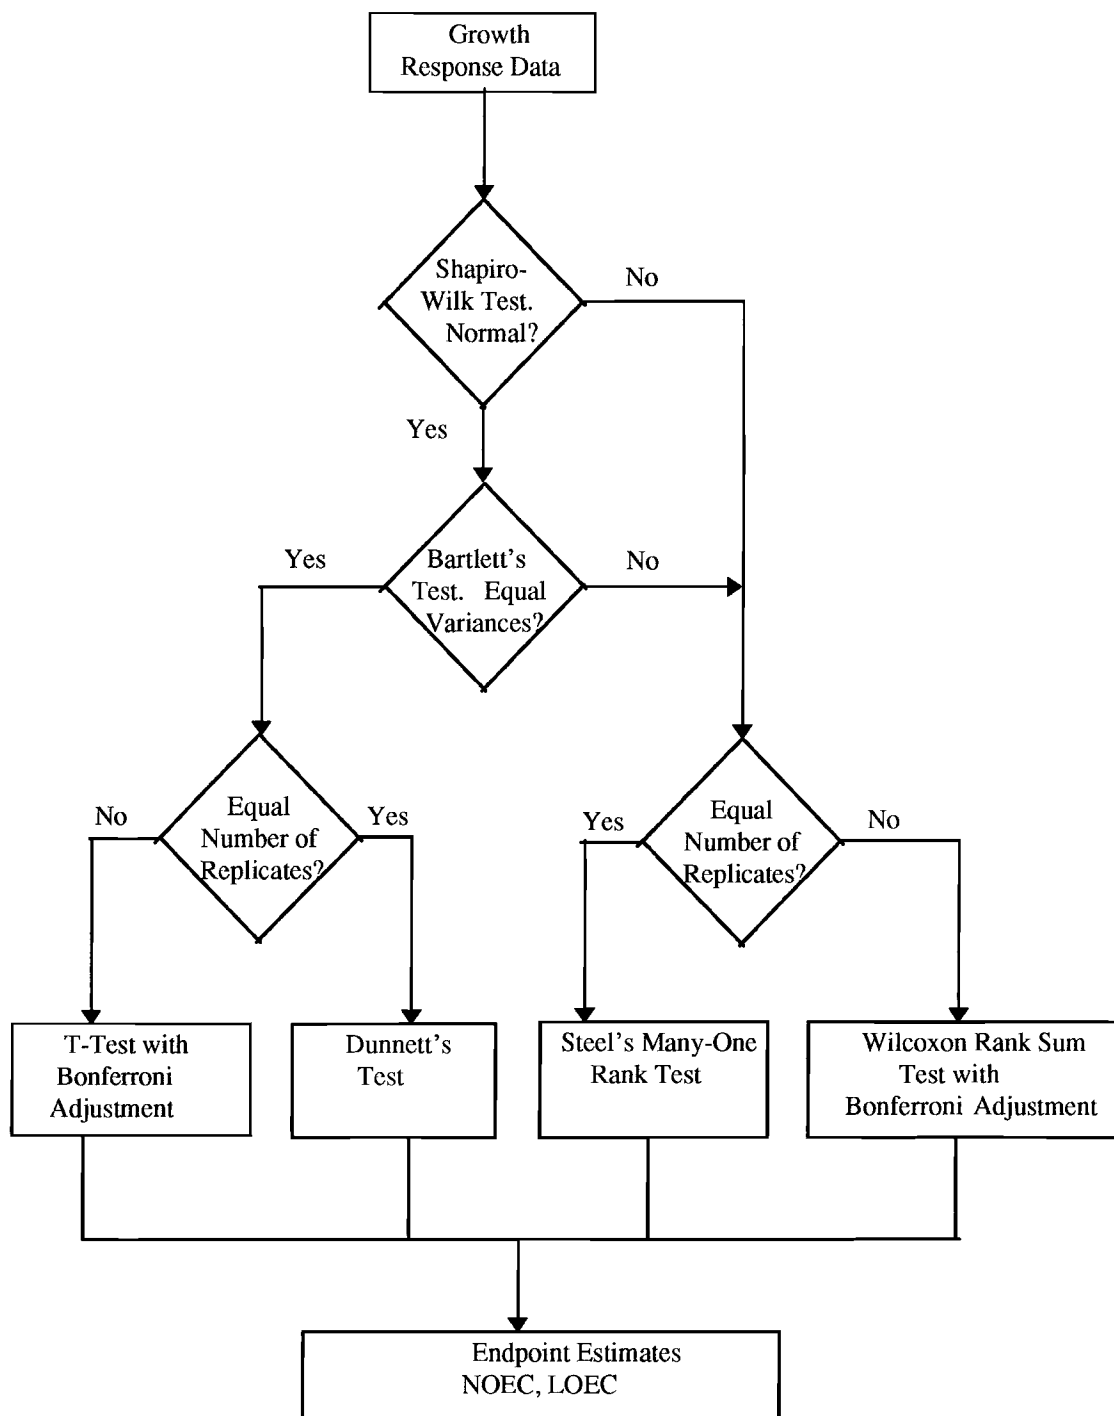 Growth
Response Data
Shapiro-
Wilk Test.
Normal?
No
Yes
Bartlett's
Test. Equal
Variances?
Yes
No
Equal
Number of
Replicates?
No
Yes
Equal
Number of
Replicates?
Yes
No
T-Test with
Bonferroni
Adjustment
Dunnett's
Test
Steel's Many-One
Rank Test
Wilcoxon Rank Sum
Test with
Bonferroni Adjustment
Endpoint Estimates
NOEC, LOEC